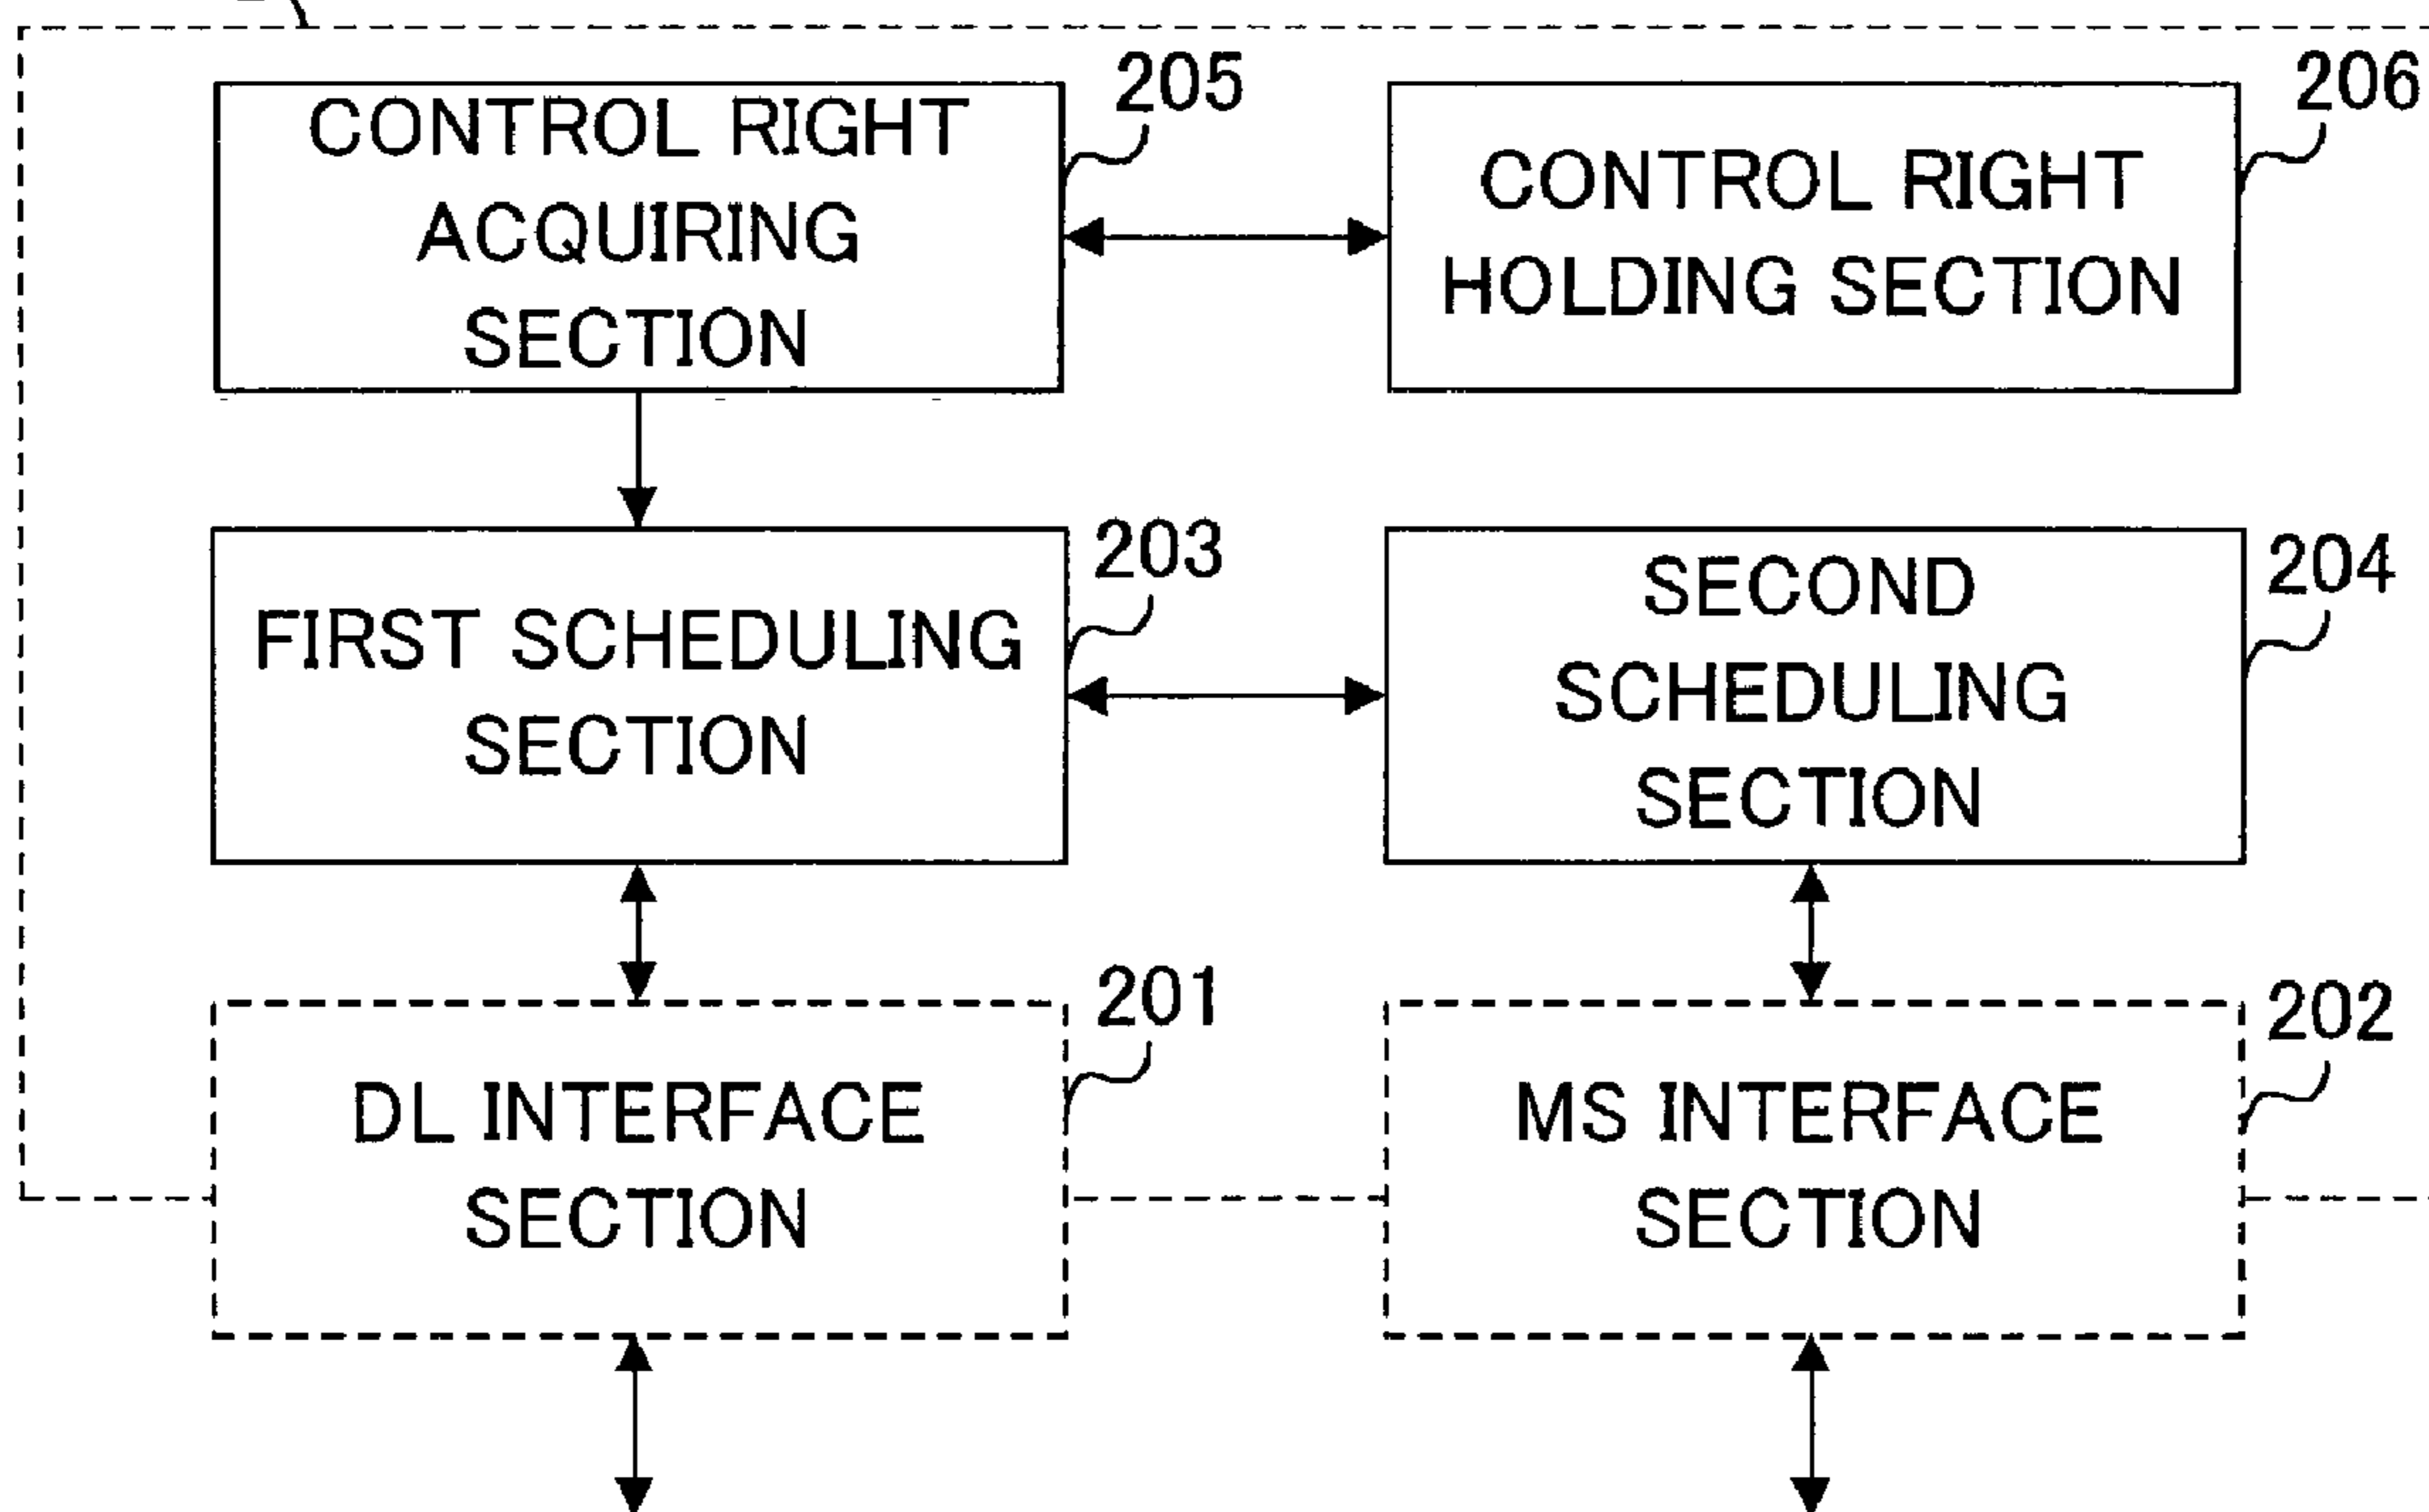 205
CONTROL RIGHT
ACQUIRING
SECTION
206
CONTROL RIGHT
HOLDING SECTION
203
FIRST SCHEDULING
SECTION
204
SECOND
SCHEDULING
SECTION
201
DL INTERFACE
SECTION
202
MS INTERFACE
SECTION